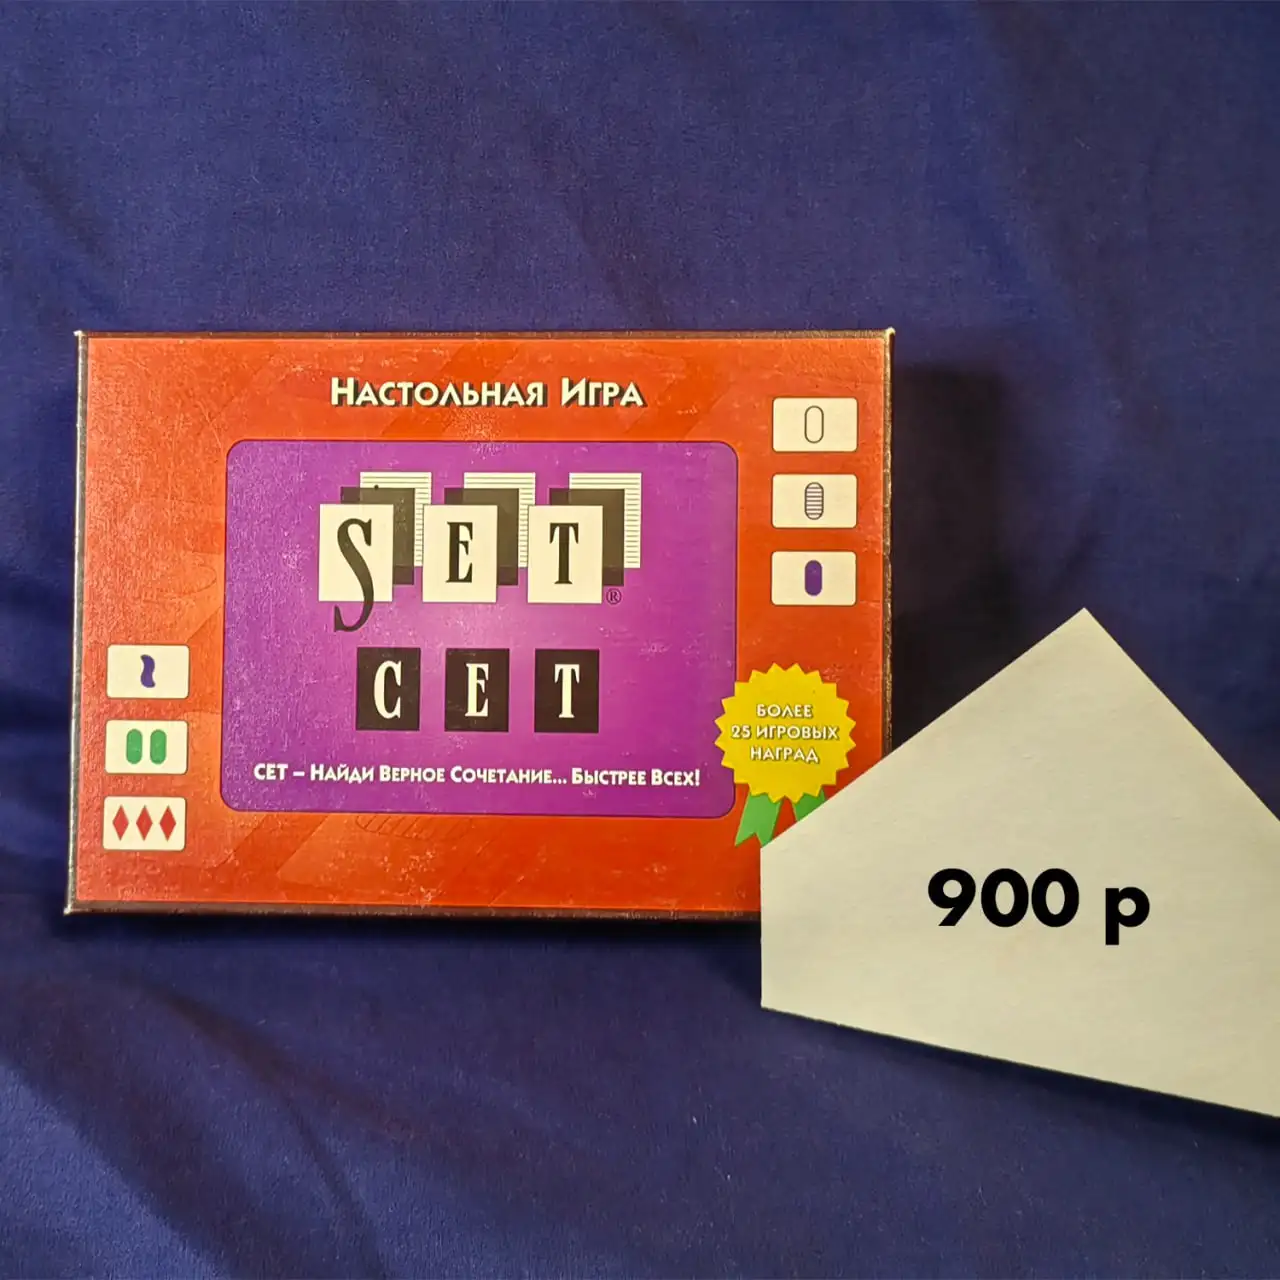 НАСТОЛЬНАЯ ИГРА
SET®
СЕТ
СЕТ – НАЙДИ ВЕРНОЕ СОЧЕТАНИЕ... БЫСТРЕЕ ВСЕХ!
БОЛЕЕ
25 ИГРОВЫХ
НАГРАД
900 р